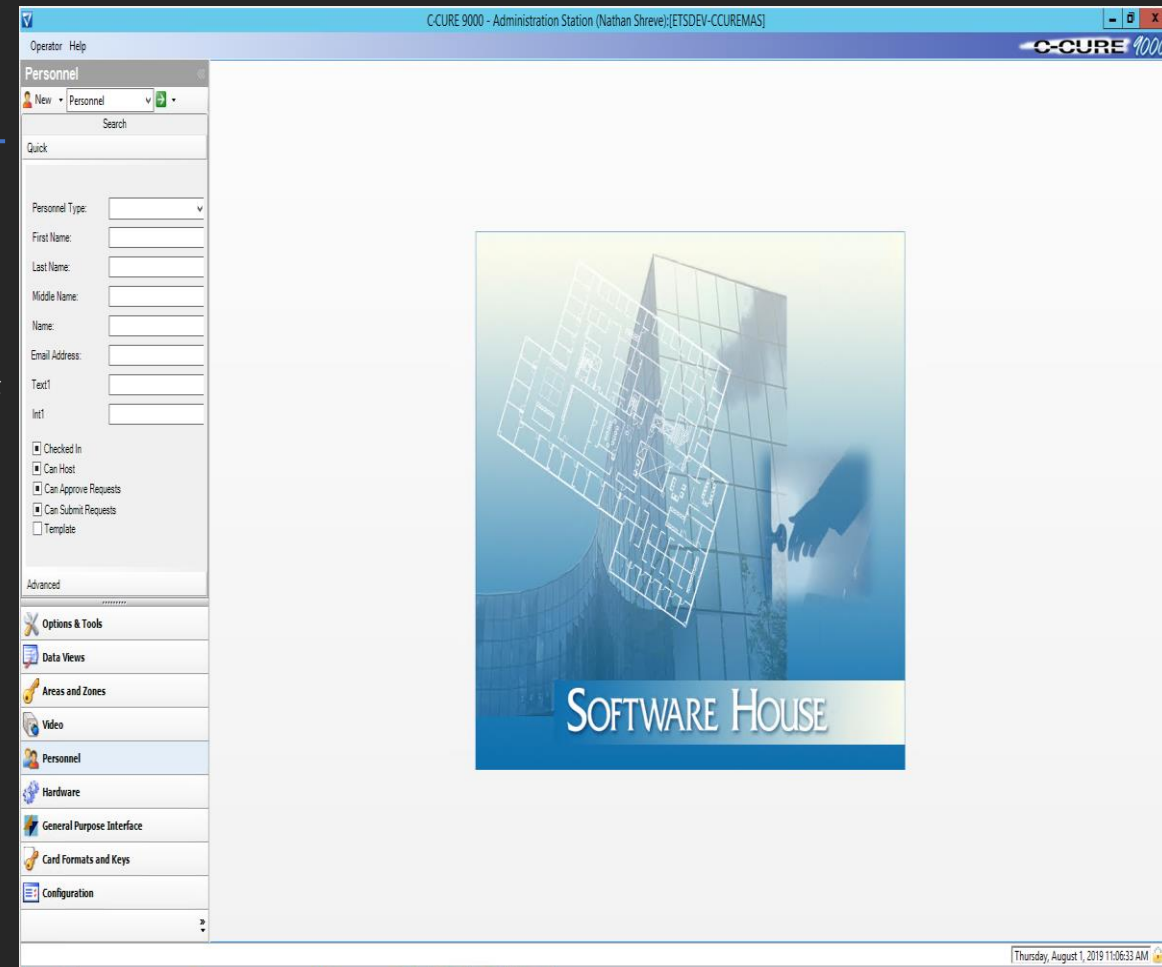 C•CURE 9000 - Administration Station (Nathan Shreve):[ETSDEV-CCUREMAS]
Operator Help
C•CURE 9000
Personnel
New Personnel
Search
Quick
Personnel Type:
First Name:
Last Name:
Middle Name:
Name:
Email Address:
Text1
Int1
Checked In
Can Host
Can Approve Requests
Can Submit Requests
Template
Advanced
Options & Tools
Data Views
Areas and Zones
Video
Personnel
Hardware
General Purpose Interface
Card Formats and Keys
Configuration
SOFTWARE HOUSE
Thursday, August 1, 2019 11:06:33 AM